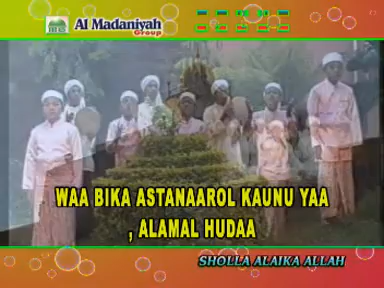 Al Madaniyah
Group
WAA BIKA ASTANAAROL KAUNU YAA
, ALAMAL HUDAA
SHOLLA ALAIKA ALLAH